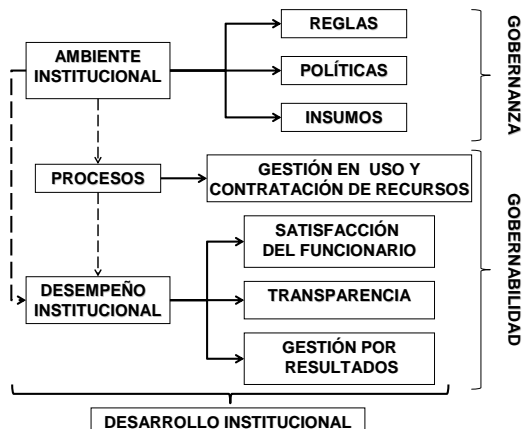 REGLAS
AMBIENTE
INSTITUCIONAL
POLÍTICAS
INSUMOS
GOBERNANZA
PROCESOS
GESTIÓN EN USO Y
CONTRATACIÓN DE RECURSOS
SATISFACCIÓN
DEL FUNCIONARIO
DESEMPEÑO
INSTITUCIONAL
TRANSPARENCIA
GESTIÓN POR
RESULTADOS
GOBERNABILIDAD
DESARROLLO INSTITUCIONAL